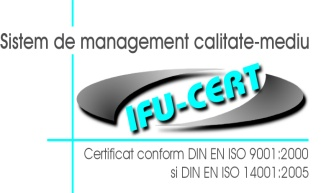 Sistem de management calitate-mediu
IFU-CERT
Certificat conform DIN EN ISO 9001:2000
si DIN EN ISO 14001:2005